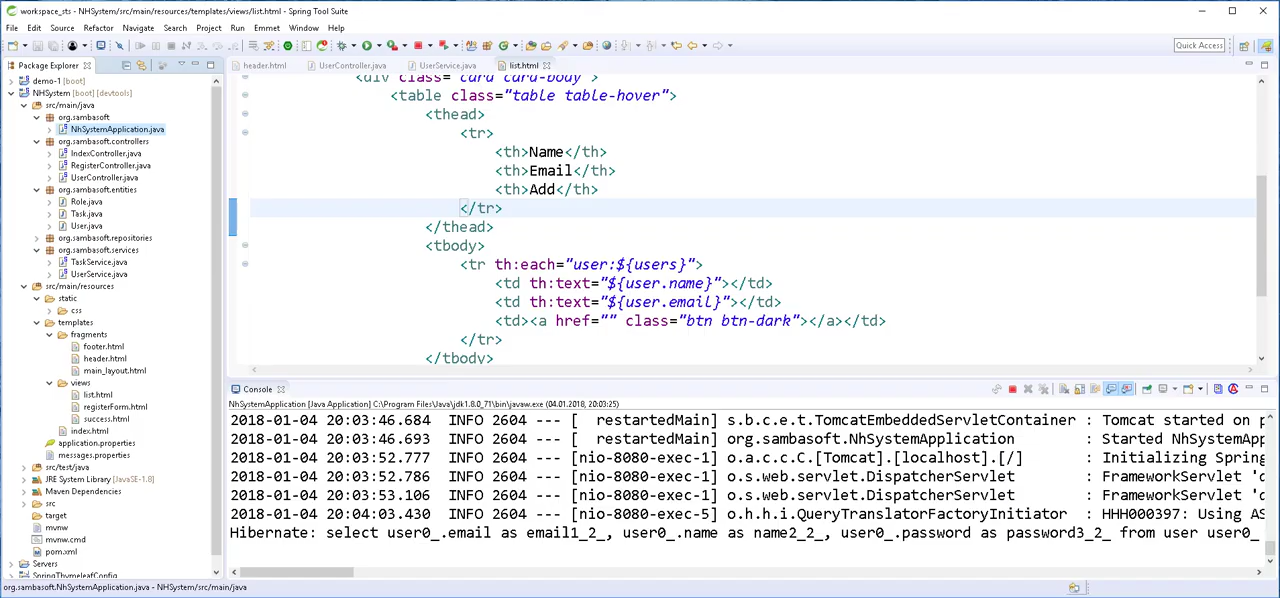 workspace_sts - NHSystem/src/main/resources/templates/views/list.html - Spring Tool Suite
File Edit Source Refactor Navigate Search Project Run Emmet Window Help
Quick Access
Package Explorer
demo-1 [boot]
NHSystem [boot] [devtools]
src/main/java
org.sambasoft
NhSystemApplication.java
org.sambasoft.controllers
IndexController.java
RegisterController.java
UserController.java
org.sambasoft.entities
Role.java
Task.java
User.java
org.sambasoft.repositories
org.sambasoft.services
TaskService.java
UserService.java
src/main/resources
static
css
templates
fragments
footer.html
header.html
main_layout.html
views
list.html
registerForm.html
success.html
index.html
application.properties
messages.properties
src/test/java
JRE System Library [JavaSE-1.8]
Maven Dependencies
src
target
mvnw
mvnw.cmd
pom.xml
Servers
SpringThymeleafConfig
header.html UserController.java UserService.java list.html
<div class="card card-body">
<table class="table table-hover">
<thead>
<tr>
<th>Name</th>
<th>Email</th>
<th>Add</th>
</tr>
</thead>
<tbody>
<tr th:each="user:${users}">
<td th:text="${user.name}"></td>
<td th:text="${user.email}"></td>
<td><a href="" class="btn btn-dark"></a></td>
</tr>
</tbody>
Console
NhSystemApplication [Java Application] C:\Program Files\Java\jdk1.8.0_71\bin\javaw.exe (04.01.2018, 20:03:25)
2018-01-04 20:03:46.684 INFO 2604 --- [ restartedMain] s.b.c.e.t.TomcatEmbeddedServletContainer : Tomcat started on p
2018-01-04 20:03:46.693 INFO 2604 --- [ restartedMain] org.sambasoft.NhSystemApplication : Started NhSystemApp
2018-01-04 20:03:52.777 INFO 2604 --- [nio-8080-exec-1] o.a.c.c.C.[Tomcat].[localhost].[/] : Initializing Spring
2018-01-04 20:03:52.786 INFO 2604 --- [nio-8080-exec-1] o.s.web.servlet.DispatcherServlet : FrameworkServlet 'd
2018-01-04 20:03:53.106 INFO 2604 --- [nio-8080-exec-1] o.s.web.servlet.DispatcherServlet : FrameworkServlet 'd
2018-01-04 20:04:03.430 INFO 2604 --- [nio-8080-exec-5] o.h.h.i.QueryTranslatorFactoryInitiator : HHH000397: Using AS
Hibernate: select user0_.email as email1_2_, user0_.name as name2_2_, user0_.password as password3_2_ from user user0_
org.sambasoft.NhSystemApplication.java - NHSystem/src/main/java